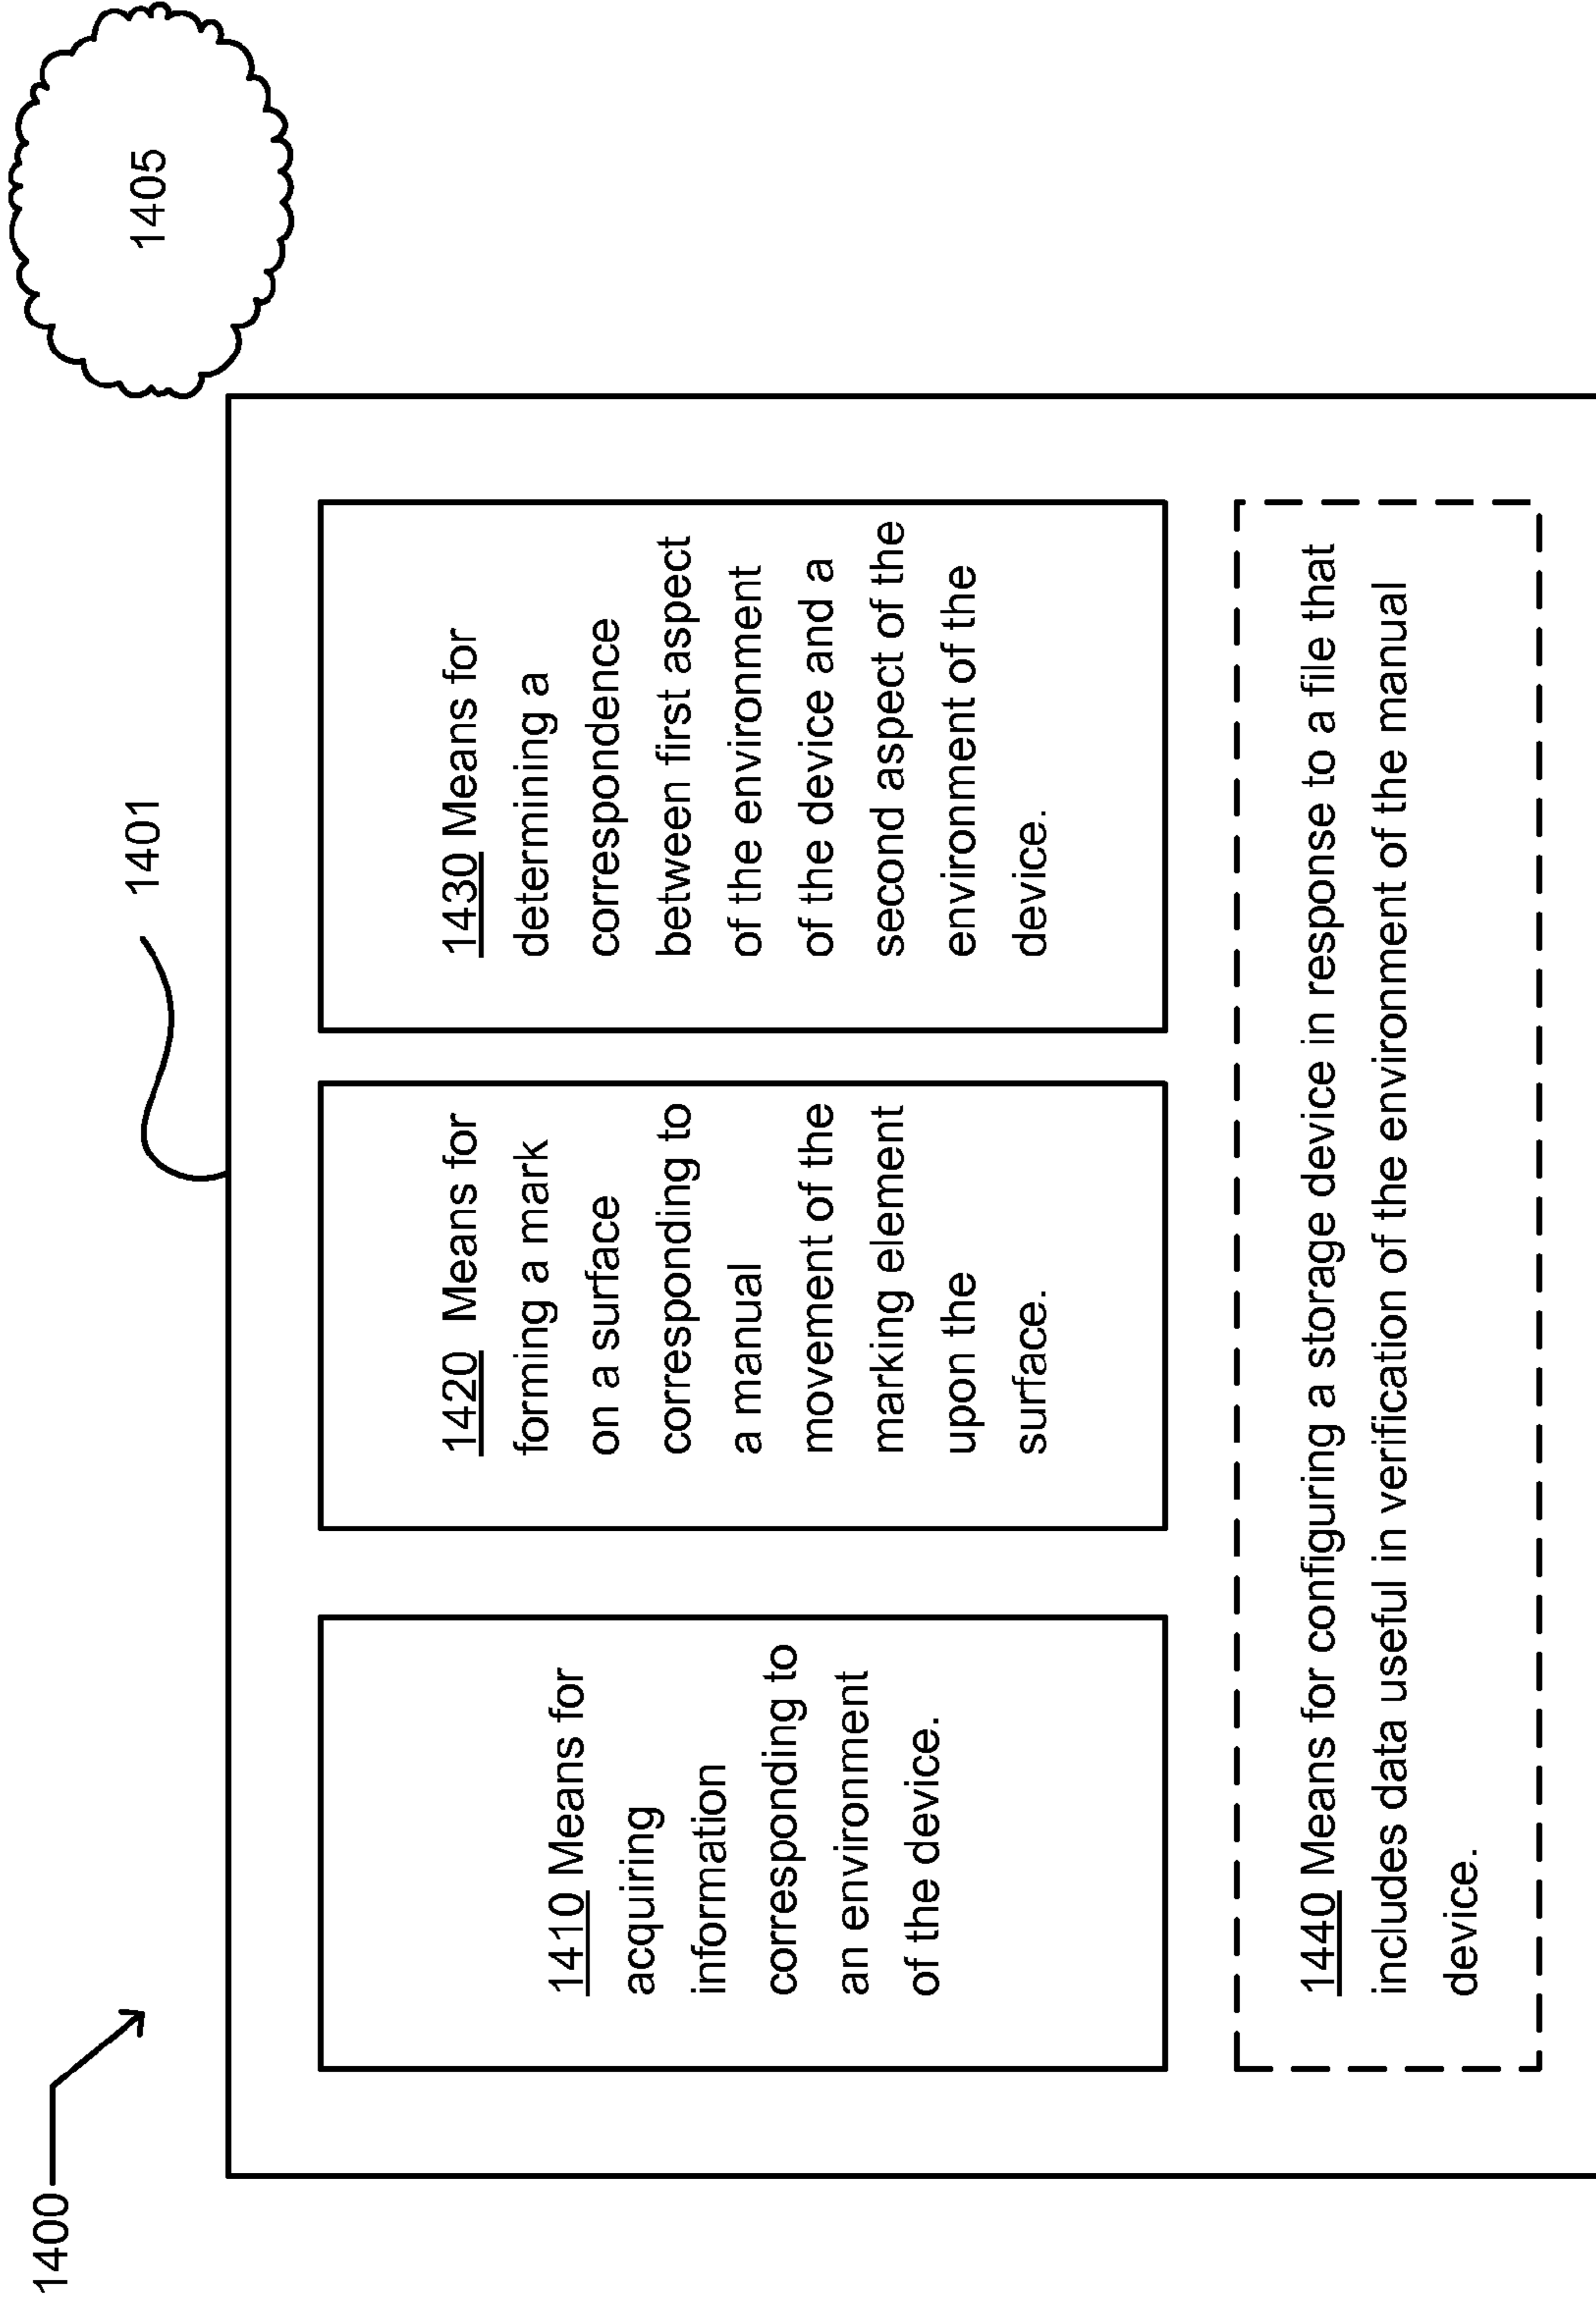 1400
1401
1405
1410 Means for
acquiring
information
corresponding to
an environment
of the device.
1420 Means for
forming a mark
on a surface
corresponding to
a manual
movement of the
marking element
upon the
surface.
1430 Means for
determining a
correspondence
between first aspect
of the environment
of the device and a
second aspect of the
environment of the
device.
1440 Means for configuring a storage device in response to a file that
includes data useful in verification of the environment of the manual
device.